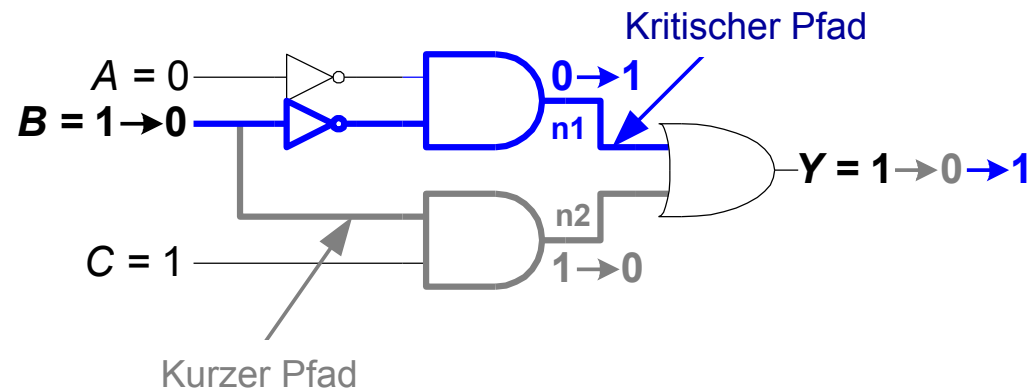 Kritischer Pfad
A = 0
0→1
B = 1→0
n1
Y = 1→0→1
n2
C = 1
1→0
Kurzer Pfad